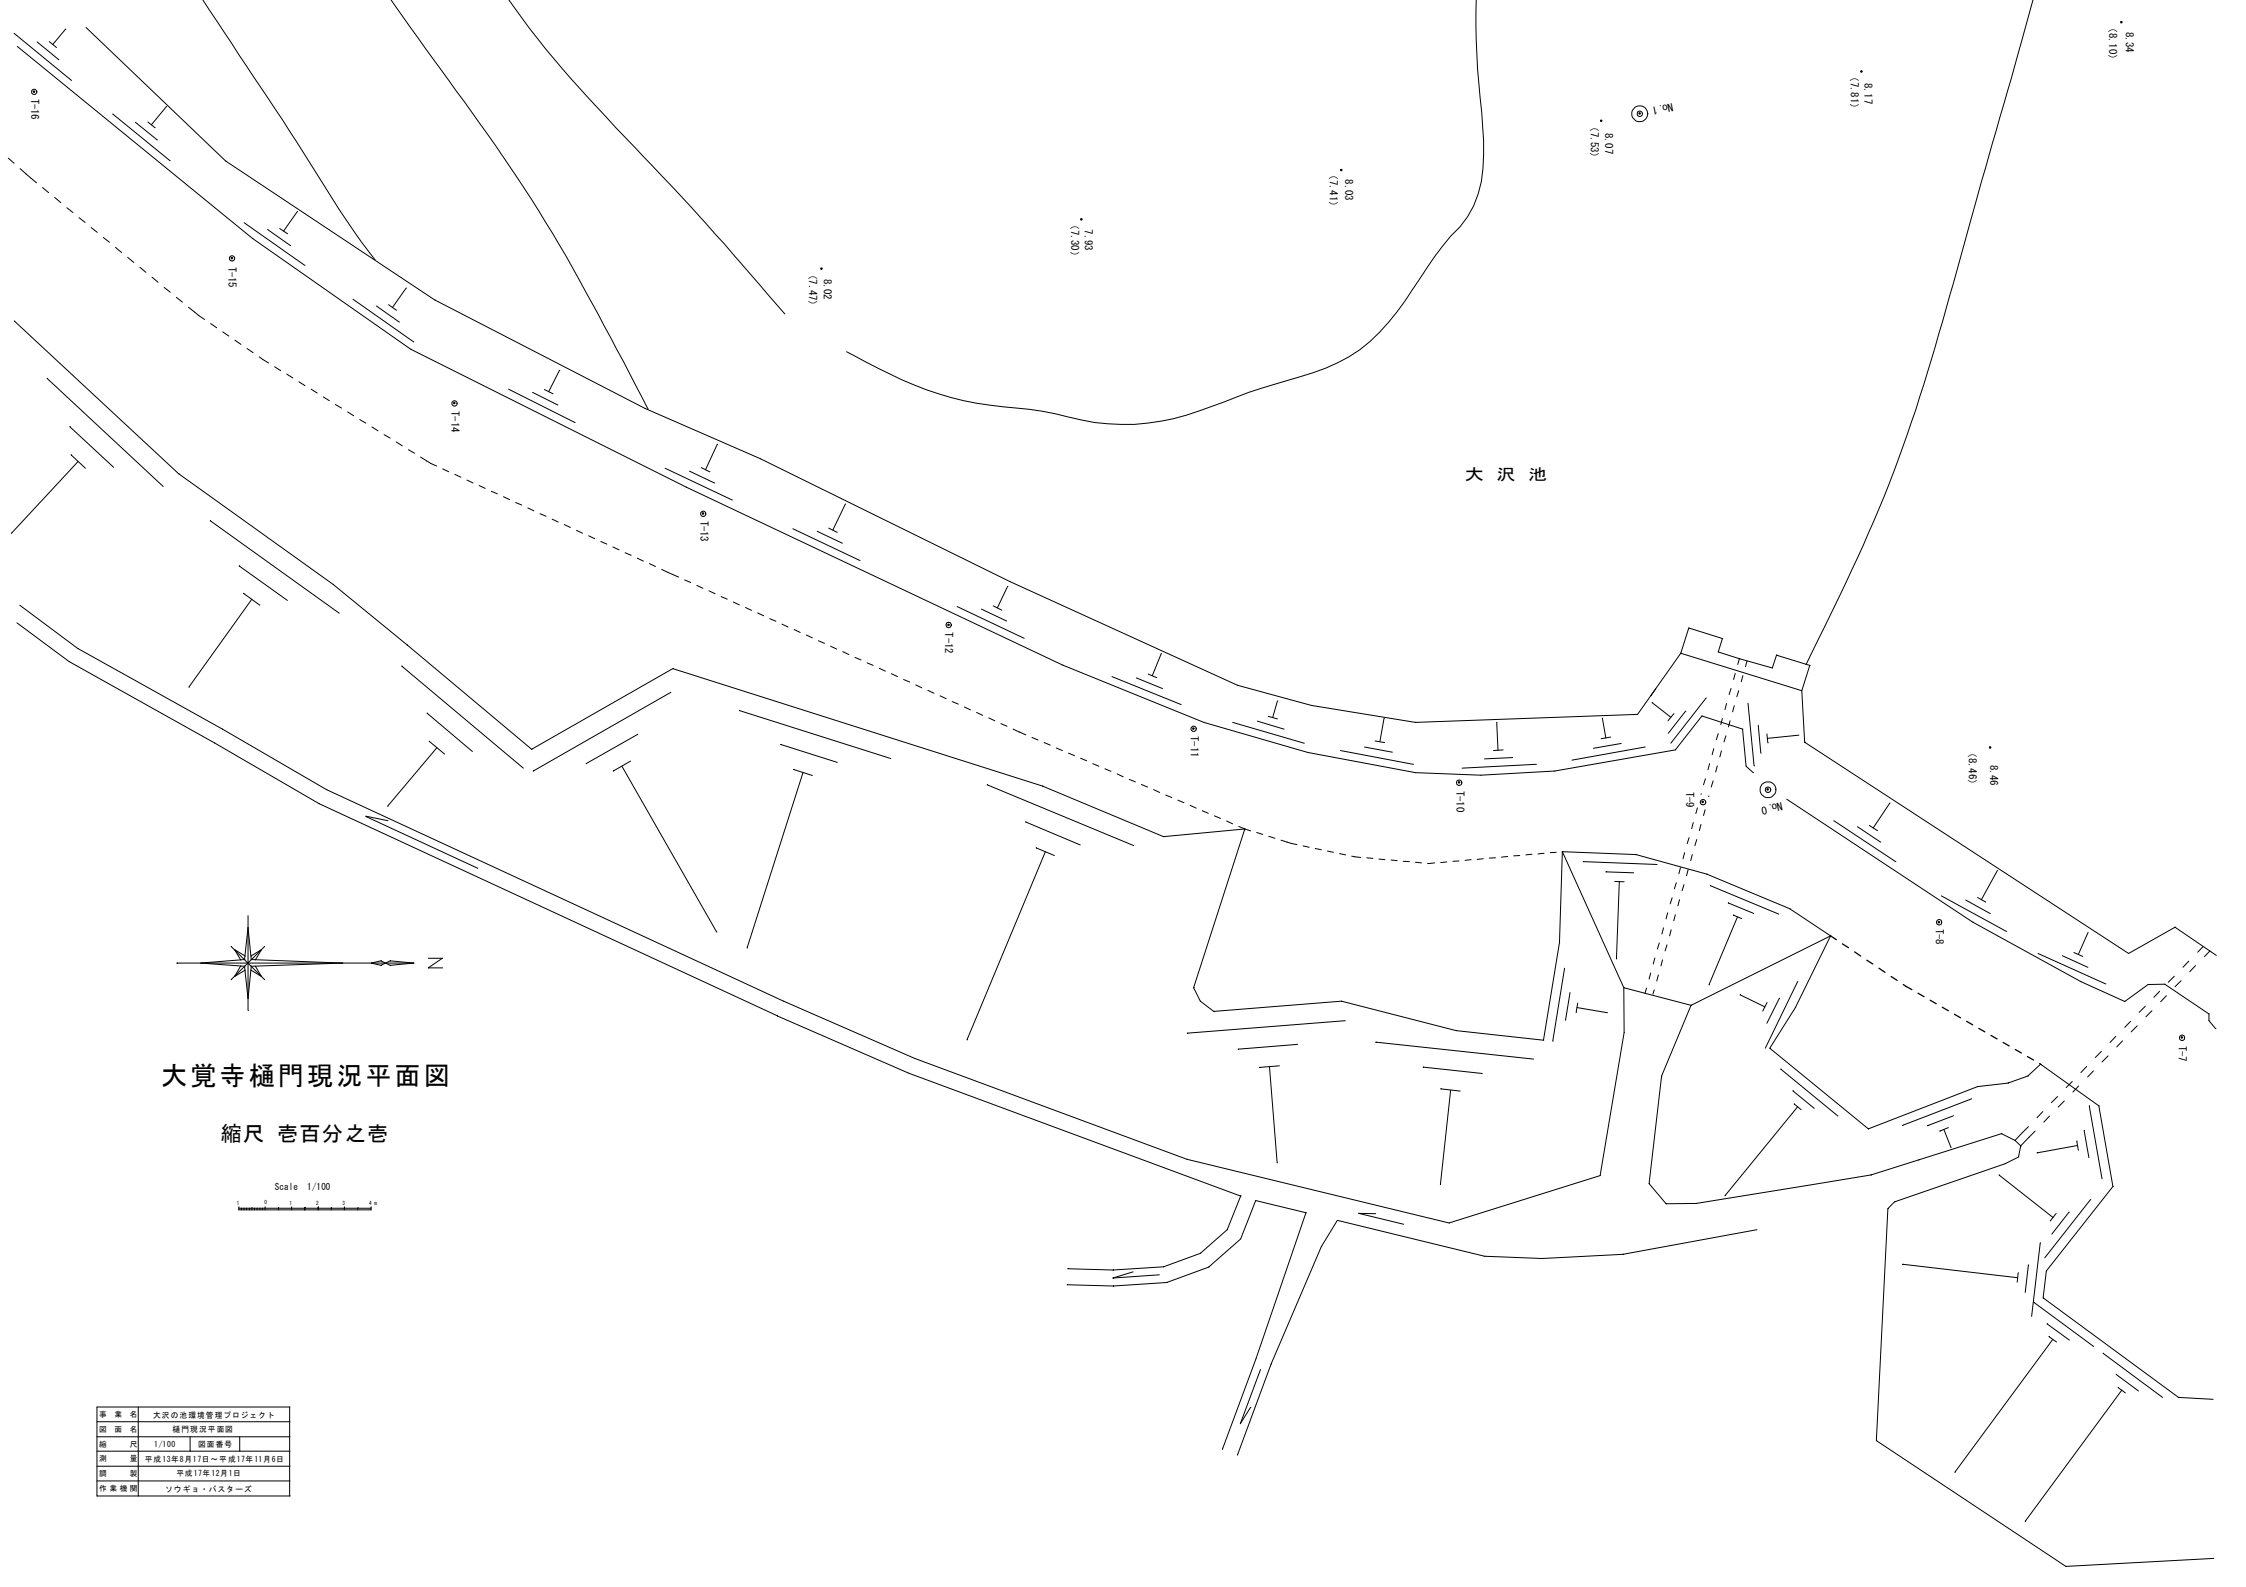 8.34
(8.10)
8.17
(7.81)
No.1
8.07
(7.53)
8.03
(7.41)
7.93
(7.30)
8.02
(7.47)
T-16
T-15
T-14
T-13
T-12
T-11
T-10
T-9
No.0
T-8
T-7
8.46
(8.46)
大沢池
N
大覚寺樋門現況平面図
縮尺 壱百分之壱
Scale 1/100
1 0 1 2 3 4 m
事業名 大沢の池環境管理プロジェクト
図面名 樋門現況平面図
縮尺 1/100 図面番号
測量 平成13年8月17日～平成17年11月6日
調製 平成17年12月1日
作業機関 ソウギョ・バスターズ